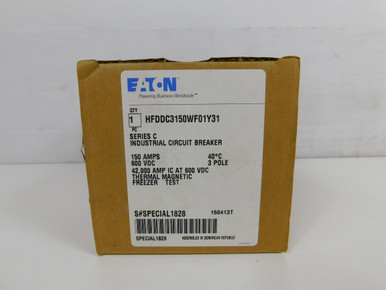 EATON
Powering Business Worldwide
QTY
1 HFDDC3150WF01Y31
PC
SERIES C
INDUSTRIAL CIRCUIT BREAKER
150 AMPS 40°C
600 VDC 3 POLE
42,000 AMP IC AT 600 VDC
THERMAL MAGNETIC
FREEZER TEST
S#SPECIAL1828 150413T
SPECIAL1828 ASSEMBLED IN DOMINICAN REPUBLIC